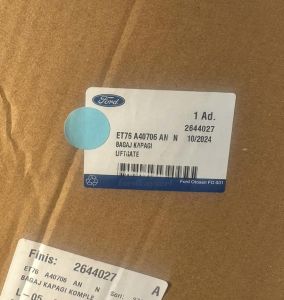 Ford
1 Ad.
2644027
ET76 A40706 AN N 10/2024
BAGAJ KAPAGI
LIFTGATE
Ford Otosan FO 501
Finis: 2644027 A
ET76 A40706 AN N
BAGAJ KAPAGI KOMPLE